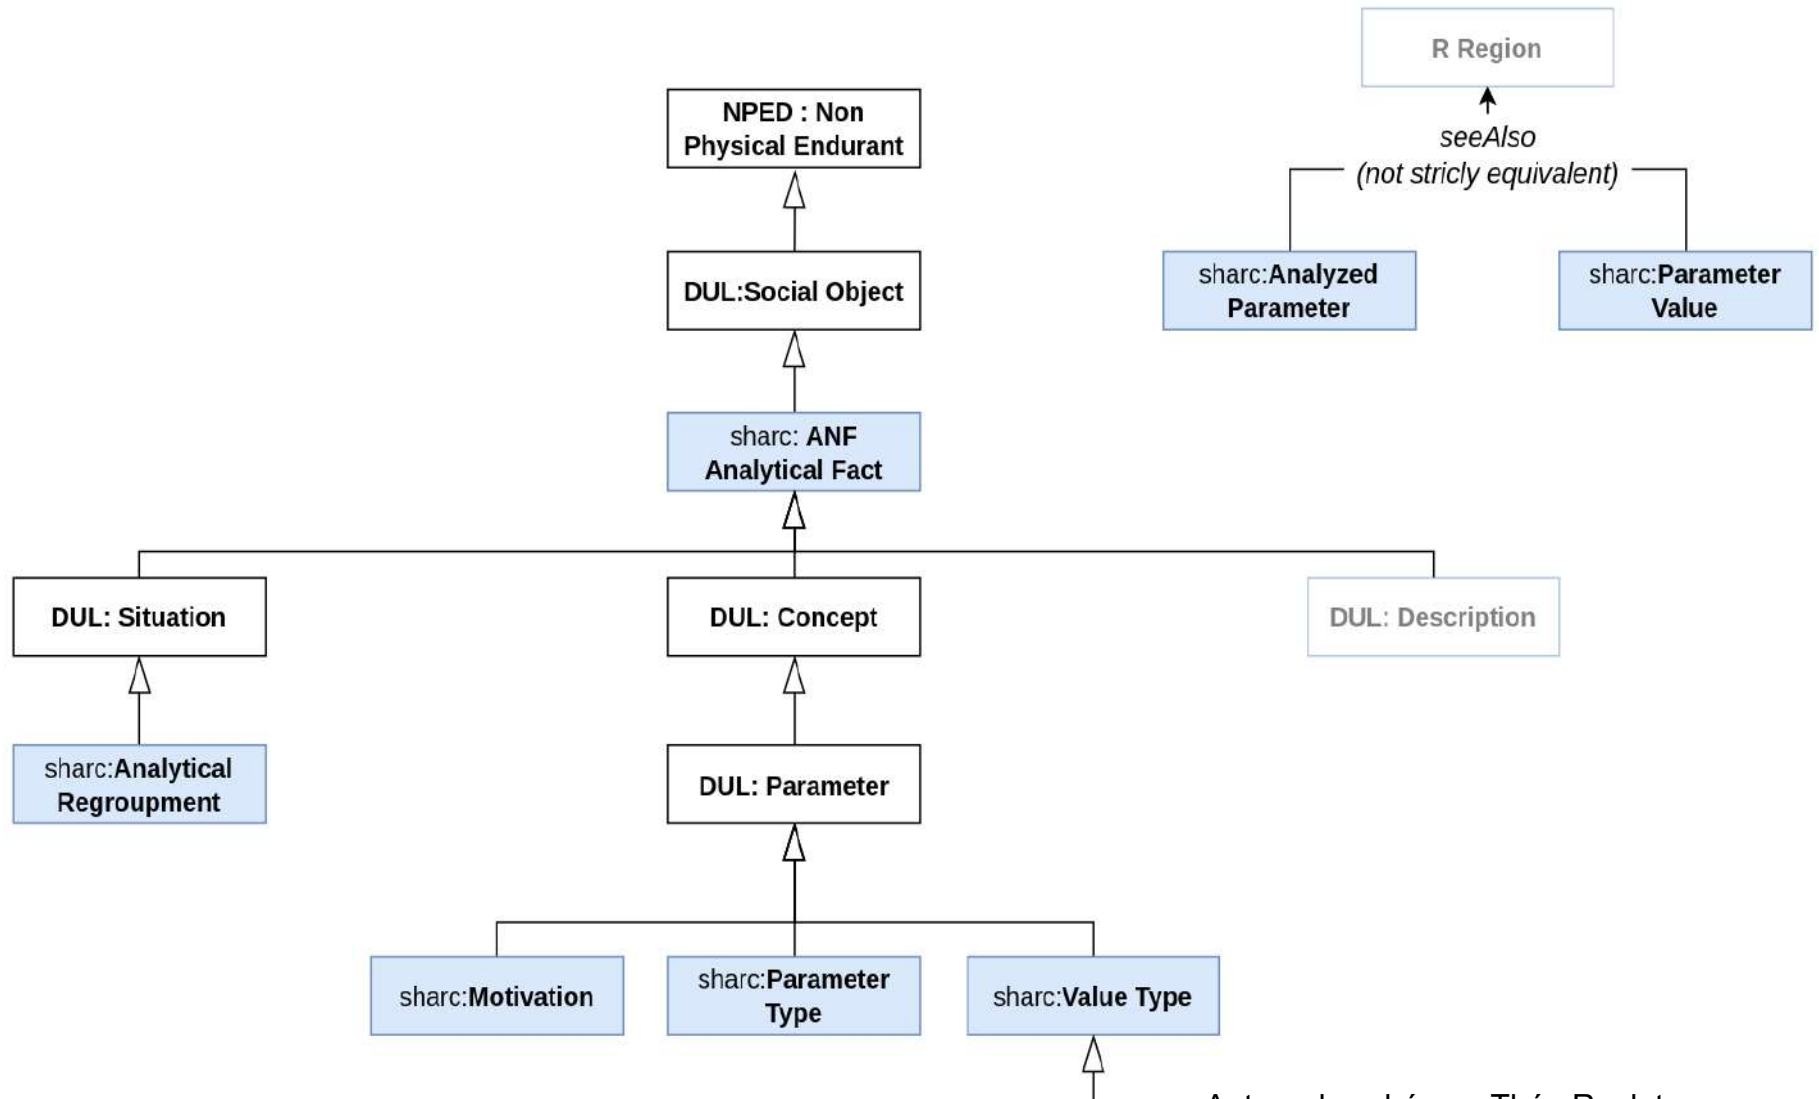 R Region
NPED : Non
Physical Endurant
seeAlso
(not stricly equivalent)
DUL:Social Object
sharc:Analyzed
Parameter
sharc:Parameter
Value
sharc: ANF
Analytical Fact
DUL: Situation
DUL: Concept
DUL: Description
sharc:Analytical
Regroupment
DUL: Parameter
sharc:Motivation
sharc:Parameter
Type
sharc:Value Type